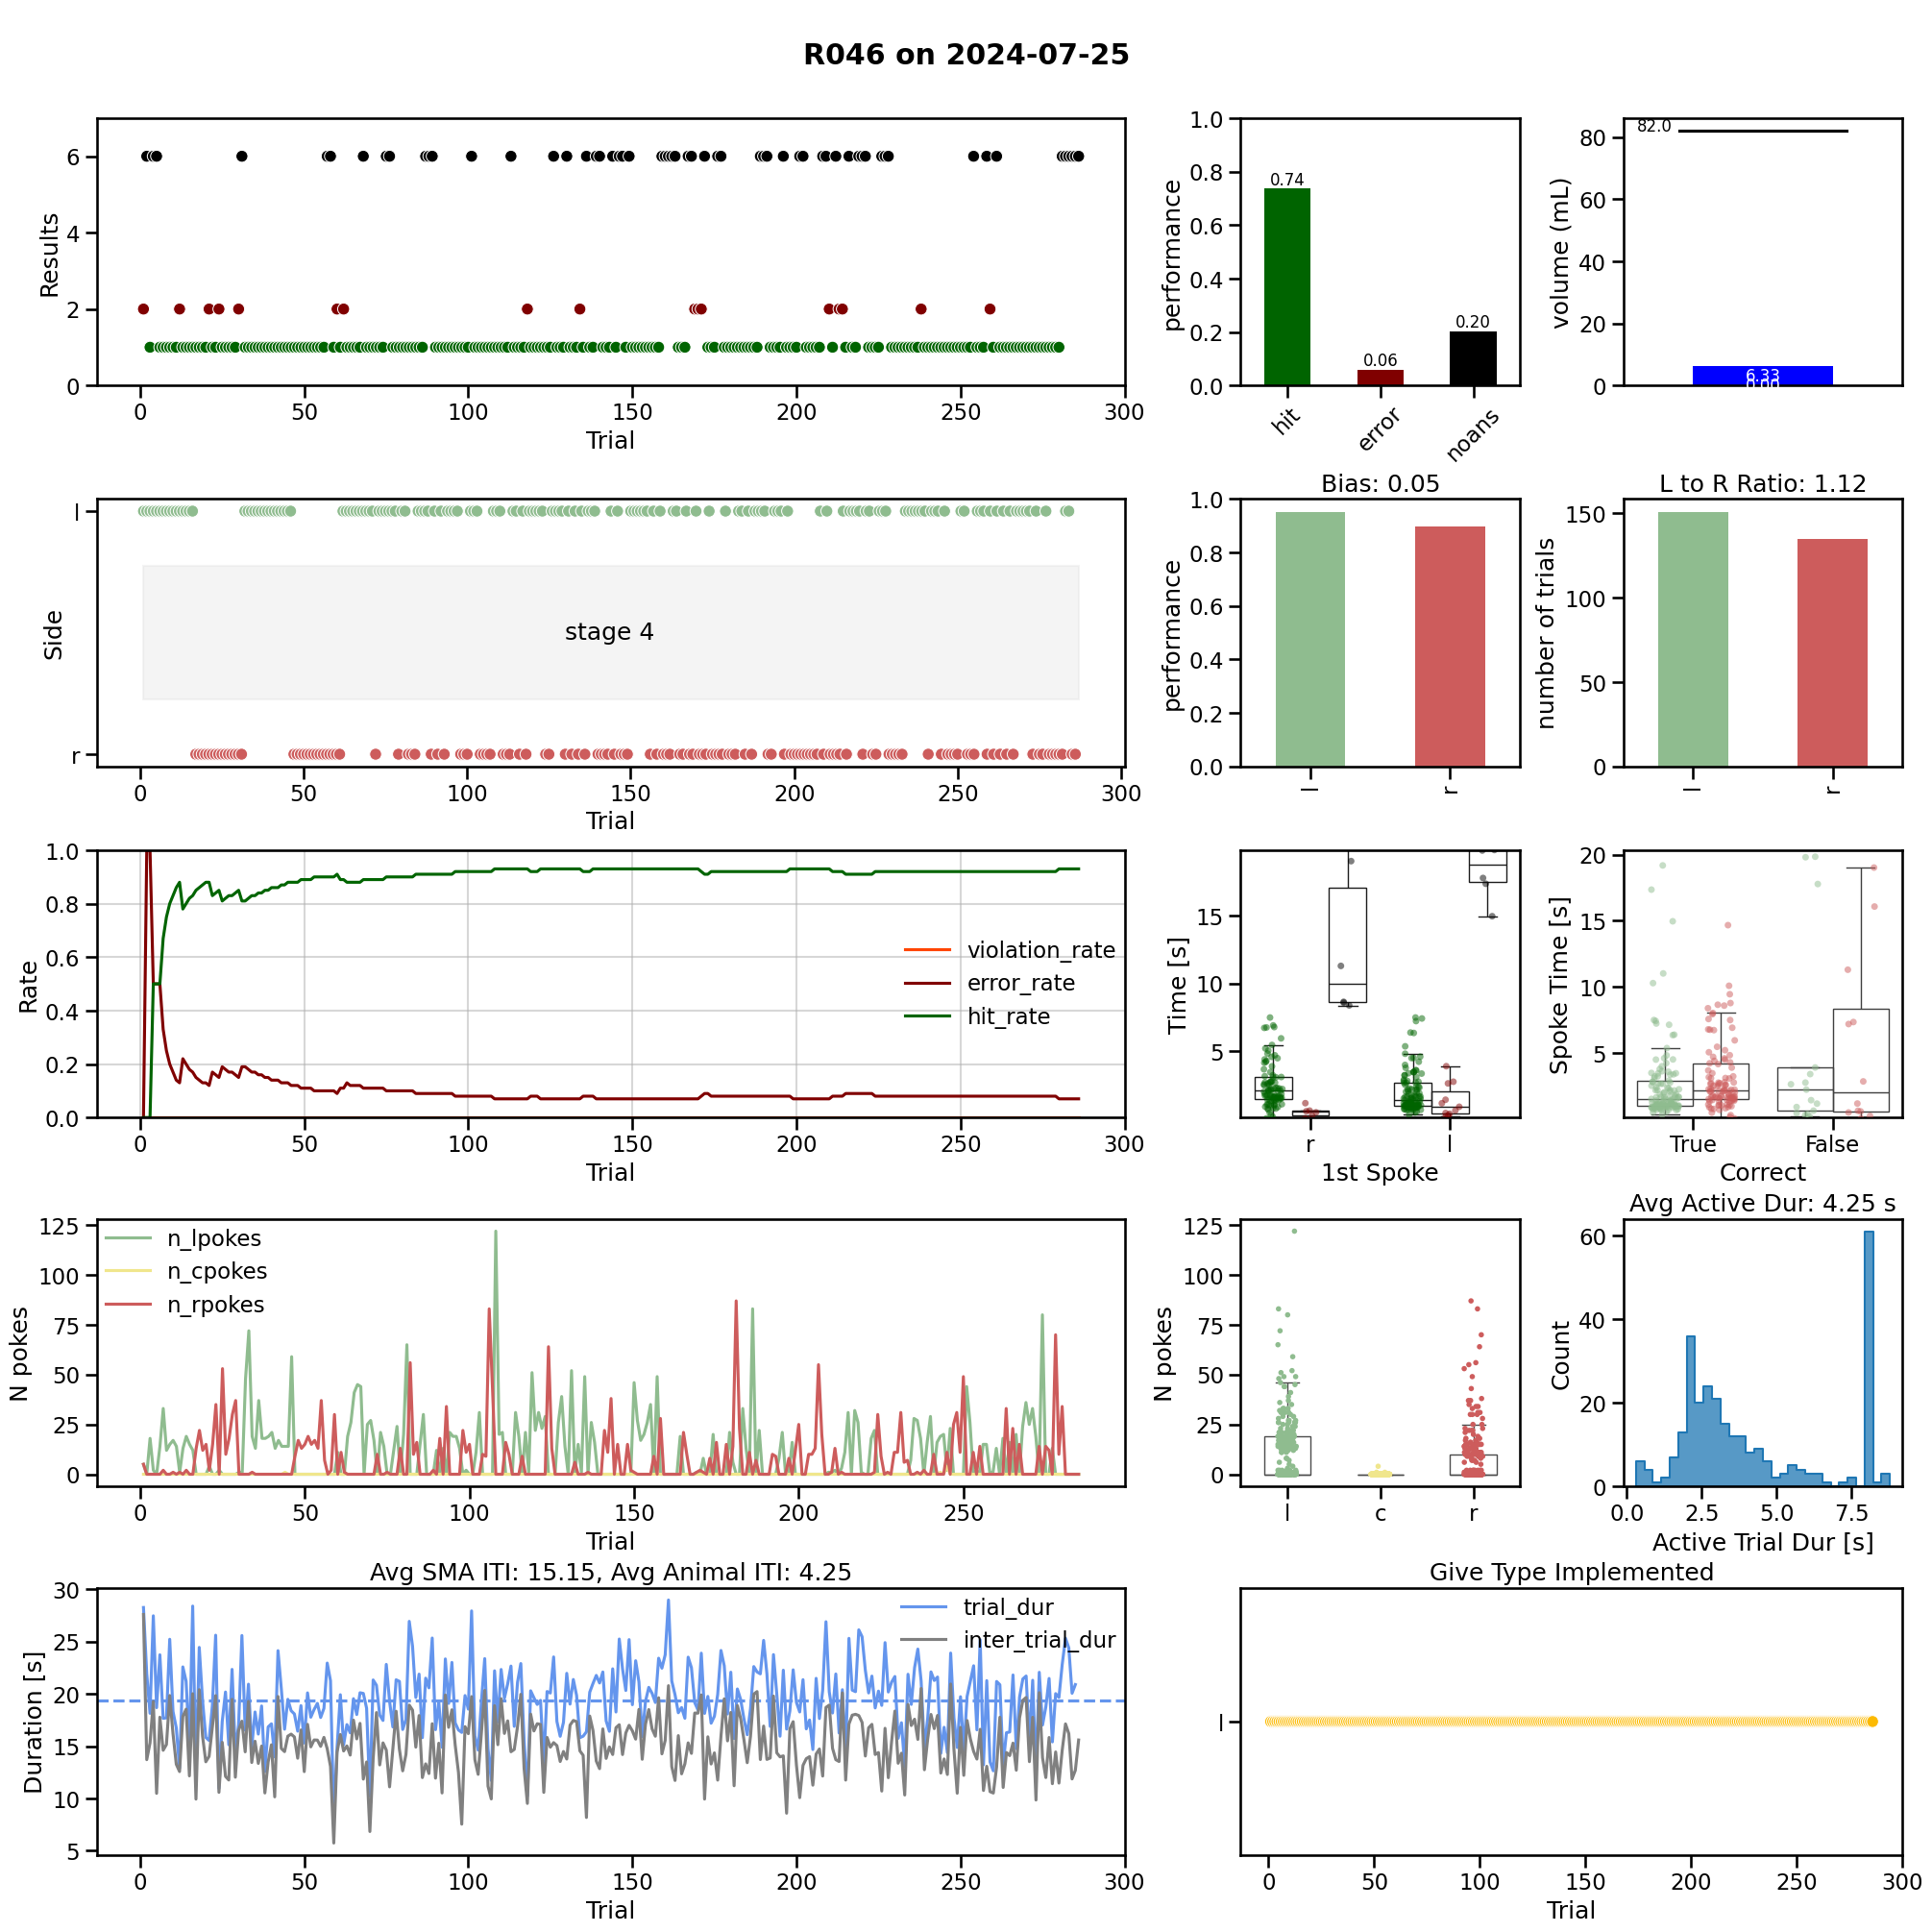 R046 on 2024-07-25
Results
6
4
2
0
0 50 100 150 200 250 300
Trial
performance
1.0
0.8
0.6
0.4
0.2
0.0
0.74
0.06
0.20
hit error noans
volume (mL)
80
60
40
20
0
82.0
6.33
Side
l
r
stage 4
0 50 100 150 200 250 300
Trial
Bias: 0.05
performance
1.0
0.8
0.6
0.4
0.2
0.0
l r
L to R Ratio: 1.12
number of trials
150
100
50
0
l r
Rate
1.0
0.8
0.6
0.4
0.2
0.0
violation_rate
error_rate
hit_rate
0 50 100 150 200 250 300
Trial
Time [s]
15
10
5
r l
1st Spoke
Spoke Time [s]
20
15
10
5
True False
Correct
N pokes
125
100
75
50
25
0
n_lpokes
n_cpokes
n_rpokes
0 50 100 150 200 250
Trial
N pokes
125
100
75
50
25
0
l c r
Avg Active Dur: 4.25 s
Count
60
40
20
0
0.0 2.5 5.0 7.5
Active Trial Dur [s]
Avg SMA ITI: 15.15, Avg Animal ITI: 4.25
Duration [s]
30
25
20
15
10
5
trial_dur
inter_trial_dur
0 50 100 150 200 250 300
Trial
Give Type Implemented
l
0 50 100 150 200 250 300
Trial